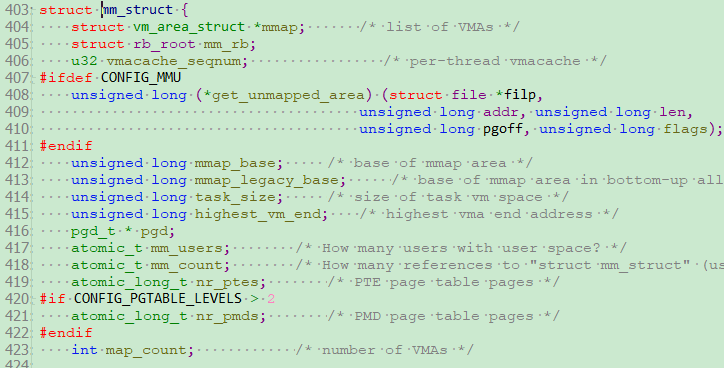 403 struct mm_struct {
404 struct vm_area_struct *mmap; /* list of VMAs */
405 struct rb_root mm_rb;
406 u32 vmacache_seqnum; /* per-thread vmacache */
407 #ifdef CONFIG_MMU
408 unsigned long (*get_unmapped_area) (struct file *filp,
409 unsigned long addr, unsigned long len,
410 unsigned long pgoff, unsigned long flags);
411 #endif
412 unsigned long mmap_base; /* base of mmap area */
413 unsigned long mmap_legacy_base; /* base of mmap area in bottom-up all
414 unsigned long task_size; /* size of task vm space */
415 unsigned long highest_vm_end; /* highest vma end address */
416 pgd_t * pgd;
417 atomic_t mm_users; /* How many users with user space? */
418 atomic_t mm_count; /* How many references to "struct mm_struct" (us
419 atomic_long_t nr_ptes; /* PTE page table pages */
420 #if CONFIG_PGTABLE_LEVELS > 2
421 atomic_long_t nr_pmds; /* PMD page table pages */
422 #endif
423 int map_count; /* number of VMAs */
424